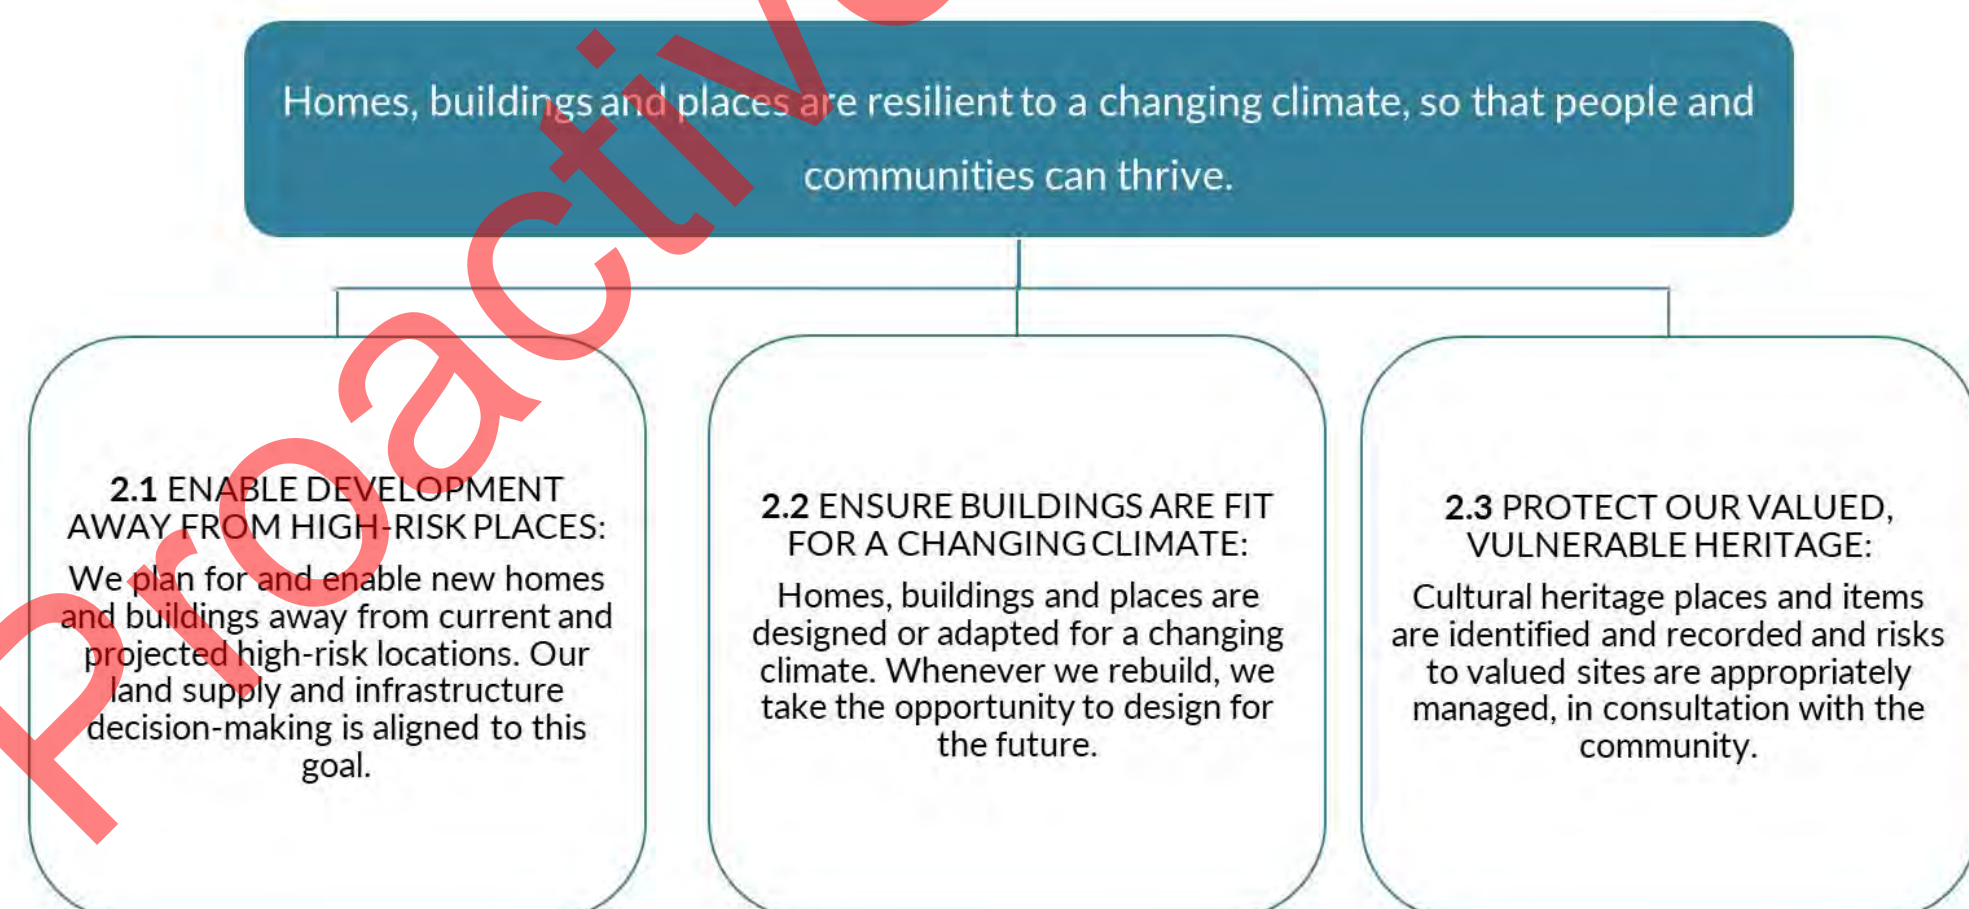 Homes, buildings and places are resilient to a changing climate, so that people and
communities can thrive.
2.1 ENABLE DEVELOPMENT
AWAY FROM HIGH-RISK PLACES:
We plan for and enable new homes
and buildings away from current and
projected high-risk locations. Our
land supply and infrastructure
decision-making is aligned to this
goal.
2.2 ENSURE BUILDINGS ARE FIT
FOR A CHANGING CLIMATE:
Homes, buildings and places are
designed or adapted for a changing
climate. Whenever we rebuild, we
take the opportunity to design for
the future.
2.3 PROTECT OUR VALUED,
VULNERABLE HERITAGE:
Cultural heritage places and items
are identified and recorded and risks
to valued sites are appropriately
managed, in consultation with the
community.
Proactive